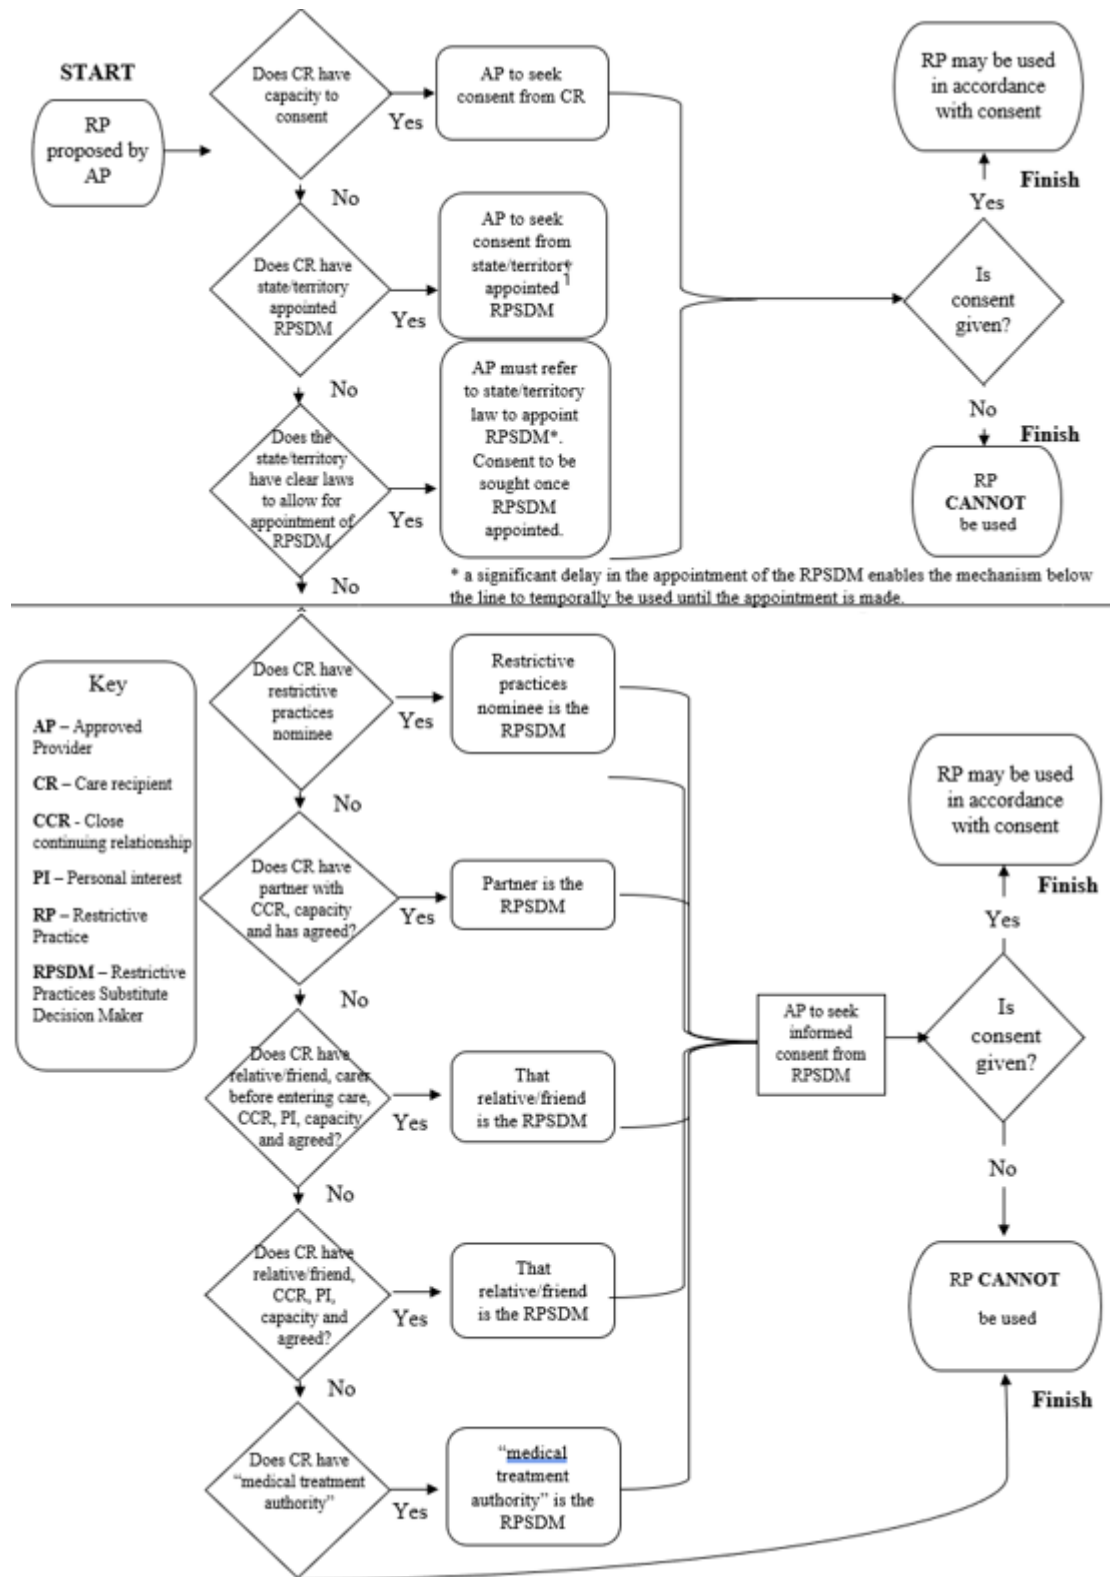 START
RP
proposed by
AP
Does CR have
capacity to
consent
Yes
AP to seek
consent from CR
No
Does CR have
state/territory
appointed
RPSDM
Yes
AP to seek
consent from
state/territory
appointed
RPSDM
No
Does the
state/territory
have clear laws
to allow for
appointment of
RPSDM
Yes
AP must refer
to state/territory
law to appoint
RPSDM*.
Consent to be
sought once
RPSDM
appointed.
No
RP may be used
in accordance
with consent
Finish
Yes
Is
consent
given?
No
Finish
RP
CANNOT
be used
* a significant delay in the appointment of the RPSDM enables the mechanism below
the line to temporally be used until the appointment is made.
Key
AP – Approved
Provider
CR – Care recipient
CCR - Close
continuing relationship
PI – Personal interest
RP – Restrictive
Practice
RPSDM – Restrictive
Practices Substitute
Decision Maker
Does CR have
restrictive
practices
nominee
Yes
Restrictive
practices
nominee is the
RPSDM
No
Does CR have
partner with
CCR, capacity
and has agreed?
Yes
Partner is the
RPSDM
No
Does CR have
relative/friend, carer
before entering care,
CCR, PI, capacity
and agreed?
Yes
That
relative/friend
is the RPSDM
No
Does CR have
relative/friend,
CCR, PI,
capacity and
agreed?
Yes
That
relative/friend
is the RPSDM
No
Does CR have
“medical treatment
authority”
Yes
“medical
treatment
authority” is the
RPSDM
AP to seek
informed
consent from
RPSDM
RP may be used
in accordance
with consent
Finish
Yes
Is
consent
given?
No
RP CANNOT
be used
Finish